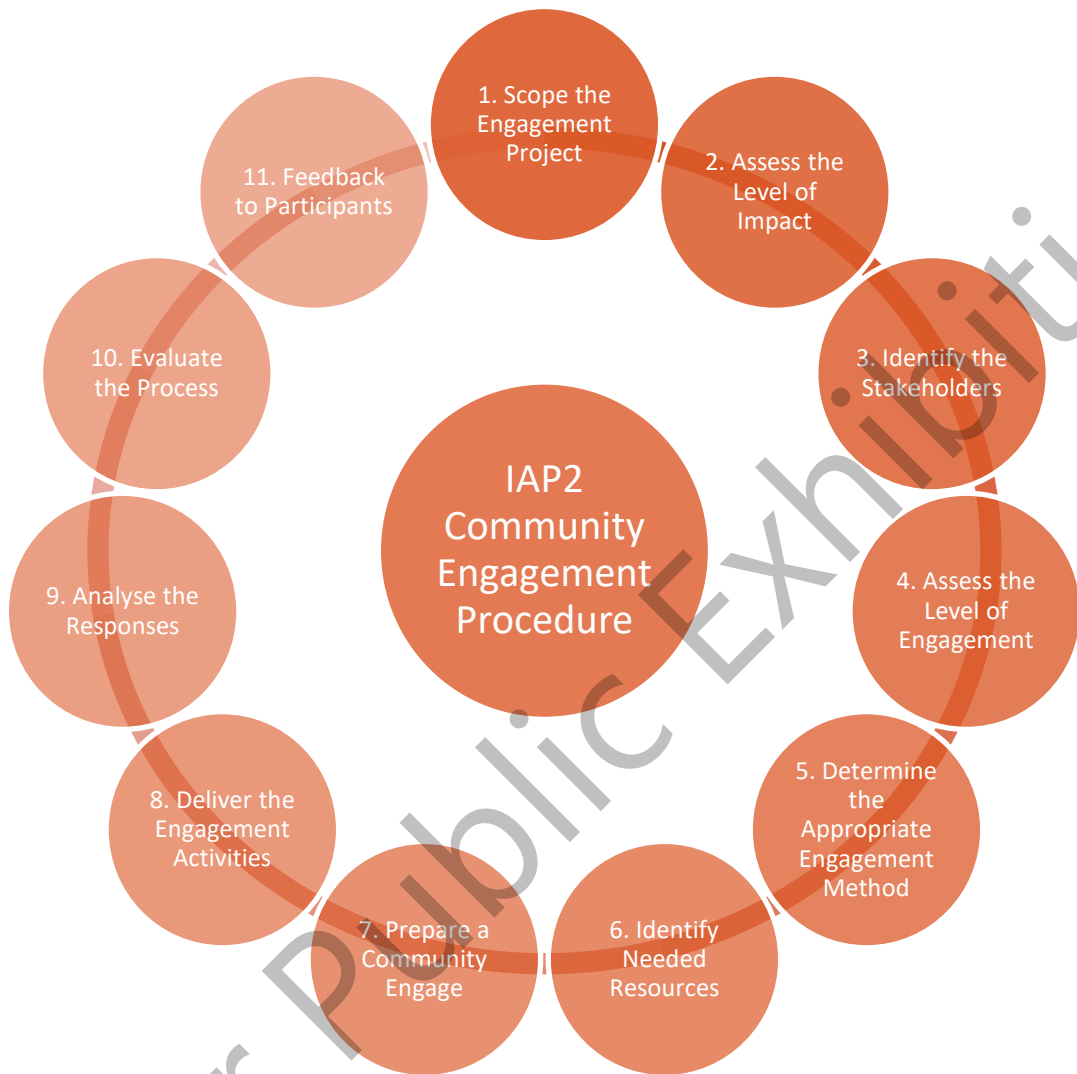 1. Scope the
Engagement
Project
2. Assess the
Level of
Impact
3. Identify the
Stakeholders
4. Assess the
Level of
Engagement
5. Determine
the
Appropriate
Engagement
Method
6. Identify
Needed
Resources
7. Prepare a
Community
Engage
8. Deliver the
Engagement
Activities
9. Analyse the
Responses
10. Evaluate
the Process
11. Feedback
to Participants
IAP2
Community
Engagement
Procedure
Public